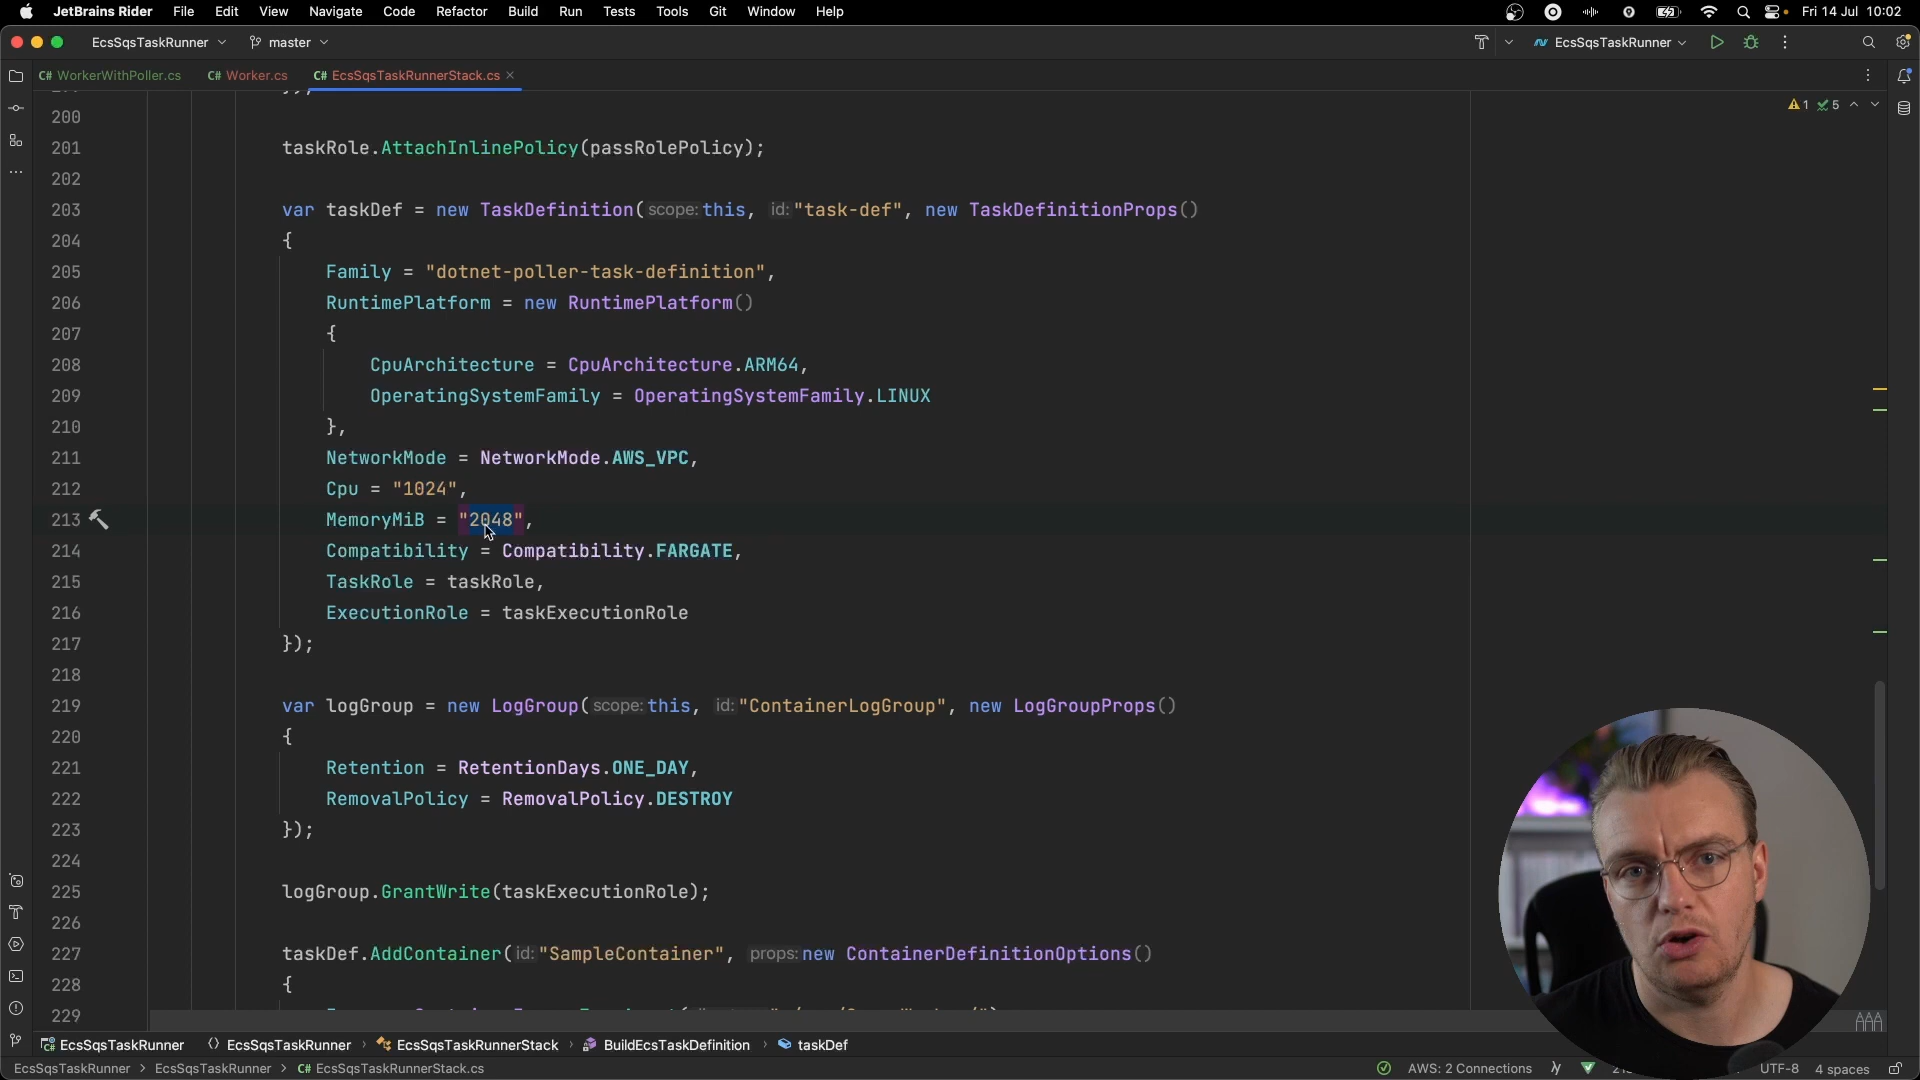 JetBrains Rider File Edit View Navigate Code Refactor Build Run Tests Tools Git Window Help Fri 14 Jul 10:02
EcsSqsTaskRunner master EcsSqsTaskRunner
C# WorkerWithPoller.cs C# Worker.cs C# EcsSqsTaskRunnerStack.cs
1 5
200
201 taskRole.AttachInlinePolicy(passRolePolicy);
202
203 var taskDef = new TaskDefinition( scope: this, id: "task-def", new TaskDefinitionProps()
204 {
205 Family = "dotnet-poller-task-definition",
206 RuntimePlatform = new RuntimePlatform()
207 {
208 CpuArchitecture = CpuArchitecture.ARM64,
209 OperatingSystemFamily = OperatingSystemFamily.LINUX
210 },
211 NetworkMode = NetworkMode.AWS_VPC,
212 Cpu = "1024",
213 MemoryMiB = "2048",
214 Compatibility = Compatibility.FARGATE,
215 TaskRole = taskRole,
216 ExecutionRole = taskExecutionRole
217 });
218
219 var logGroup = new LogGroup( scope: this, id: "ContainerLogGroup", new LogGroupProps()
220 {
221 Retention = RetentionDays.ONE_DAY,
222 RemovalPolicy = RemovalPolicy.DESTROY
223 });
224
225 logGroup.GrantWrite(taskExecutionRole);
226
227 taskDef.AddContainer( id: "SampleContainer", props: new ContainerDefinitionOptions()
228 {
229
EcsSqsTaskRunner EcsSqsTaskRunner EcsSqsTaskRunnerStack BuildEcsTaskDefinition taskDef
EcsSqsTaskRunner EcsSqsTaskRunner C# EcsSqsTaskRunnerStack.cs AWS: 2 Connections UTF-8 4 spaces